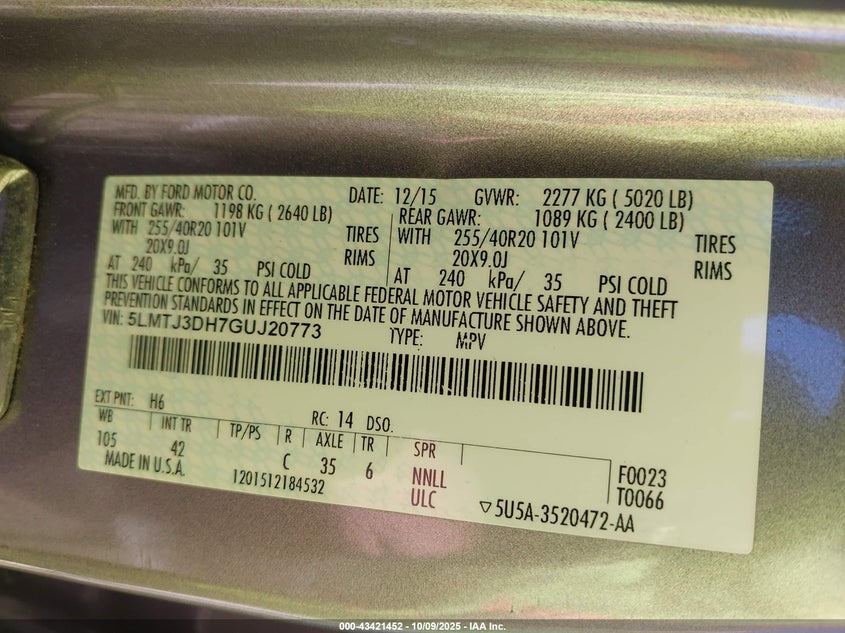 MFD. BY FORD MOTOR CO. DATE: 12/15 GVWR: 2277 KG ( 5020 LB)
FRONT GAWR: 1198 KG ( 2640 LB) REAR GAWR: 1089 KG ( 2400 LB)
WITH 255/40R20 101V TIRES WITH 255/40R20 101V TIRES
20X9.0J RIMS 20X9.0J RIMS
AT 240 kPa/ 35 PSI COLD AT 240 kPa/ 35 PSI COLD
THIS VEHICLE CONFORMS TO ALL APPLICABLE FEDERAL MOTOR VEHICLE SAFETY AND THEFT
PREVENTION STANDARDS IN EFFECT ON THE DATE OF MANUFACTURE SHOWN ABOVE.
VIN: 5LMTJ3DH7GUJ20773 TYPE: MPV
EXT PNT: H6 RC: 14 DSO:
WB INT TR TP/PS R AXLE TR SPR
105 42 C 35 6 NNLL F0023
MADE IN U.S.A. 1201512184532 ULC T0066
▽5U5A-3520472-AA
000-43421452 - 10/09/2025 - IAA Inc.